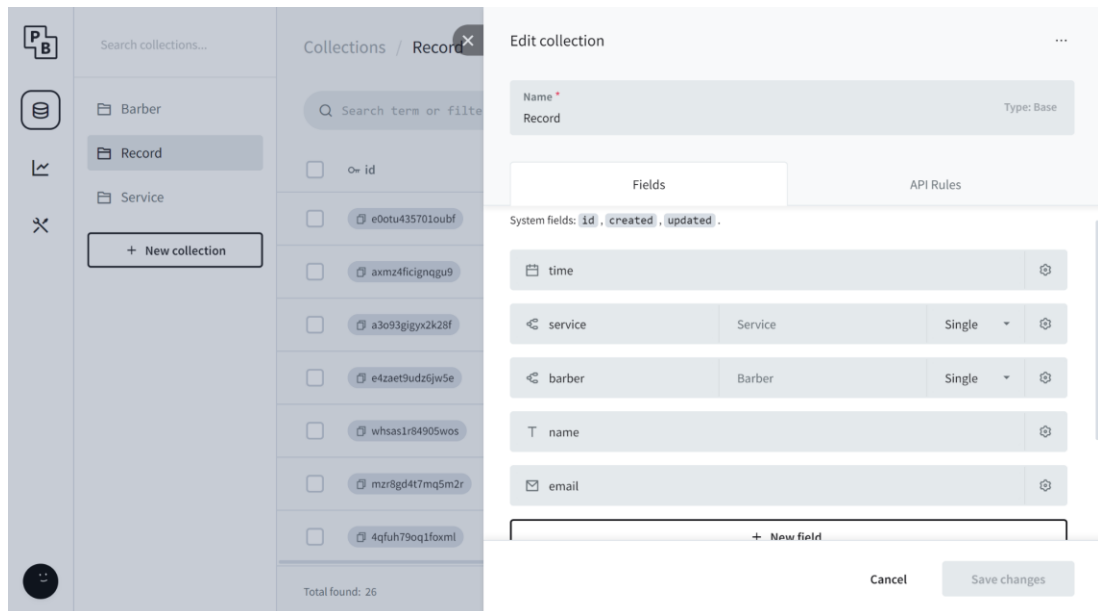 PB
Search collections...
Barber
Record
Service
+ New collection
Collections / Record
Search term or filte
id
e0otu435701oubf
axmz4ficignqgu9
a3o93gigyx2k28f
e4zaet9udz6jw5e
whsas1r84905wos
mzr8gd4t7mq5m2r
4qfuh79oq1foxml
Total found: 26
Edit collection
Name *
Record
Type: Base
Fields
API Rules
System fields: id , created , updated .
time
service Service Single
barber Barber Single
name
email
+ New field
Cancel
Save changes